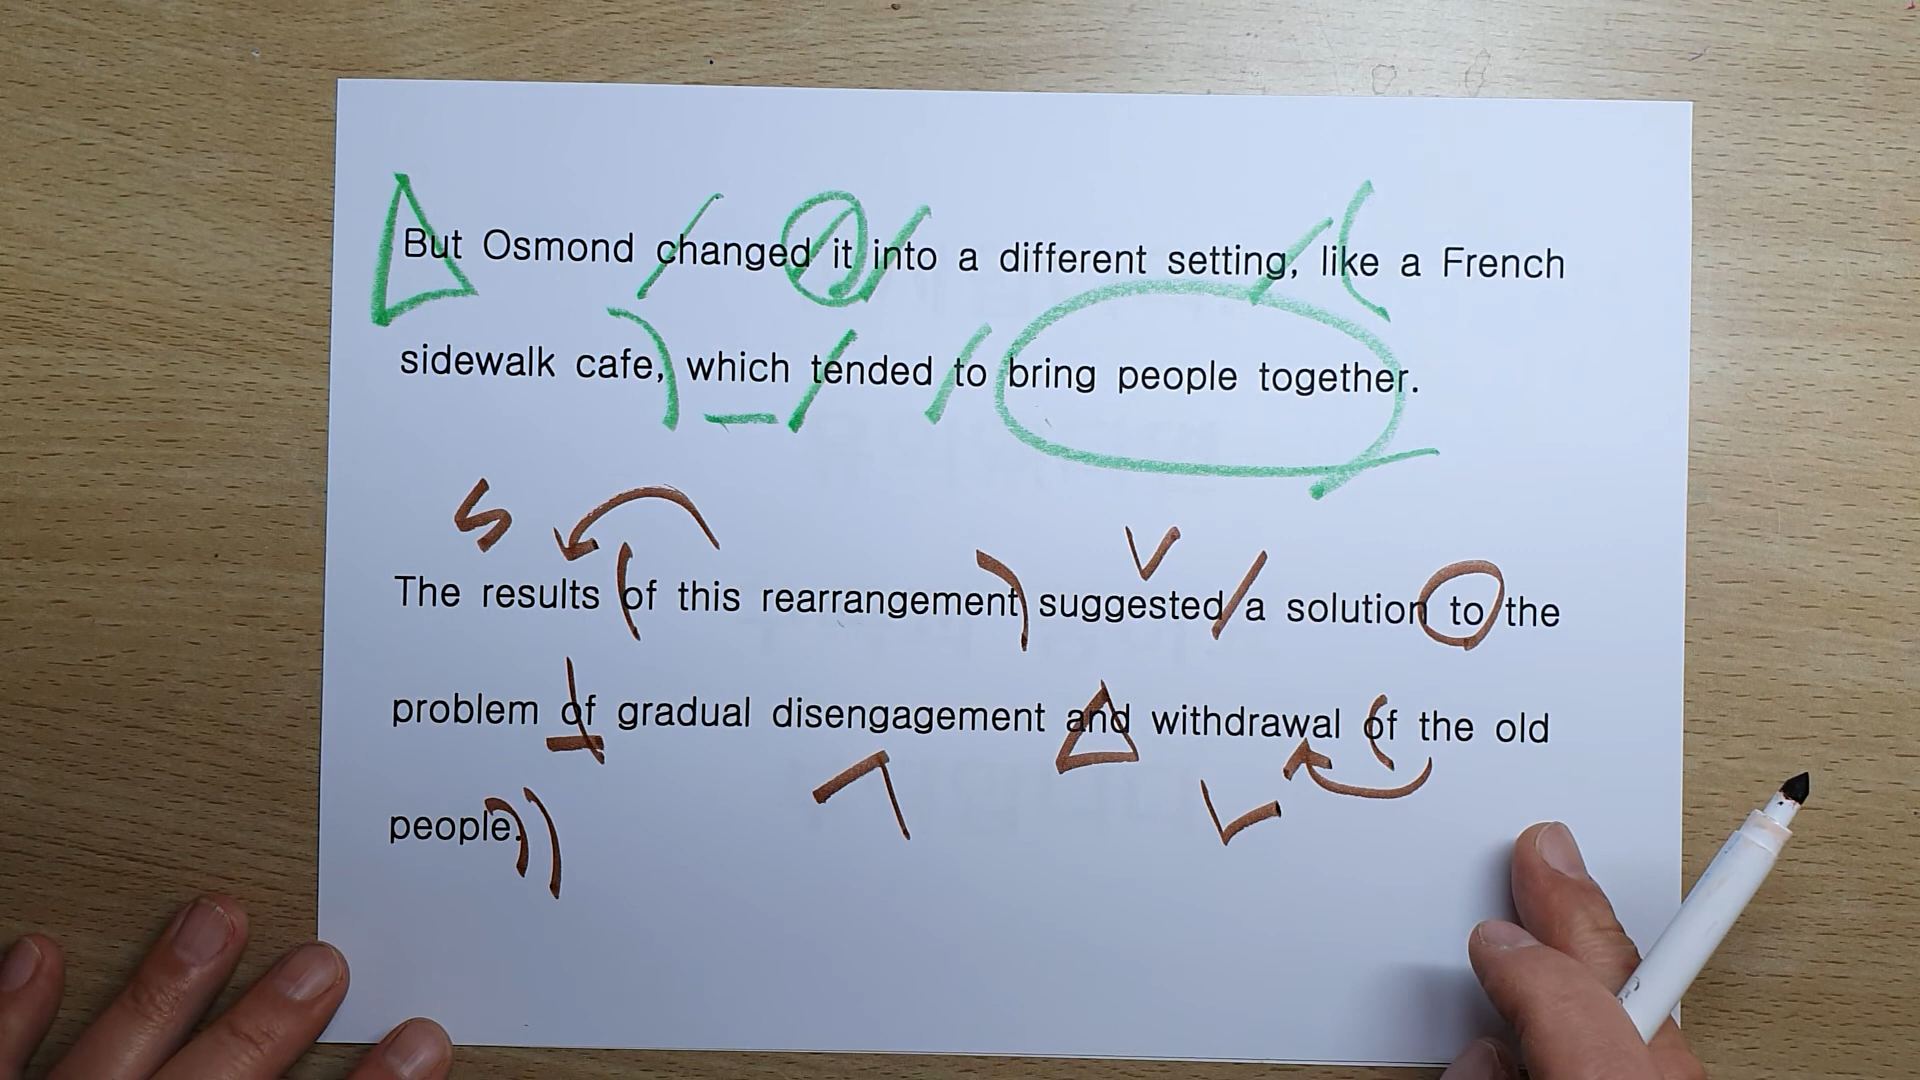 But Osmond changed it into a different setting, like a French
sidewalk cafe, which tended to bring people together.
S
V
The results of this rearrangement suggested a solution to the
problem of gradual disengagement and withdrawal of the old
people.